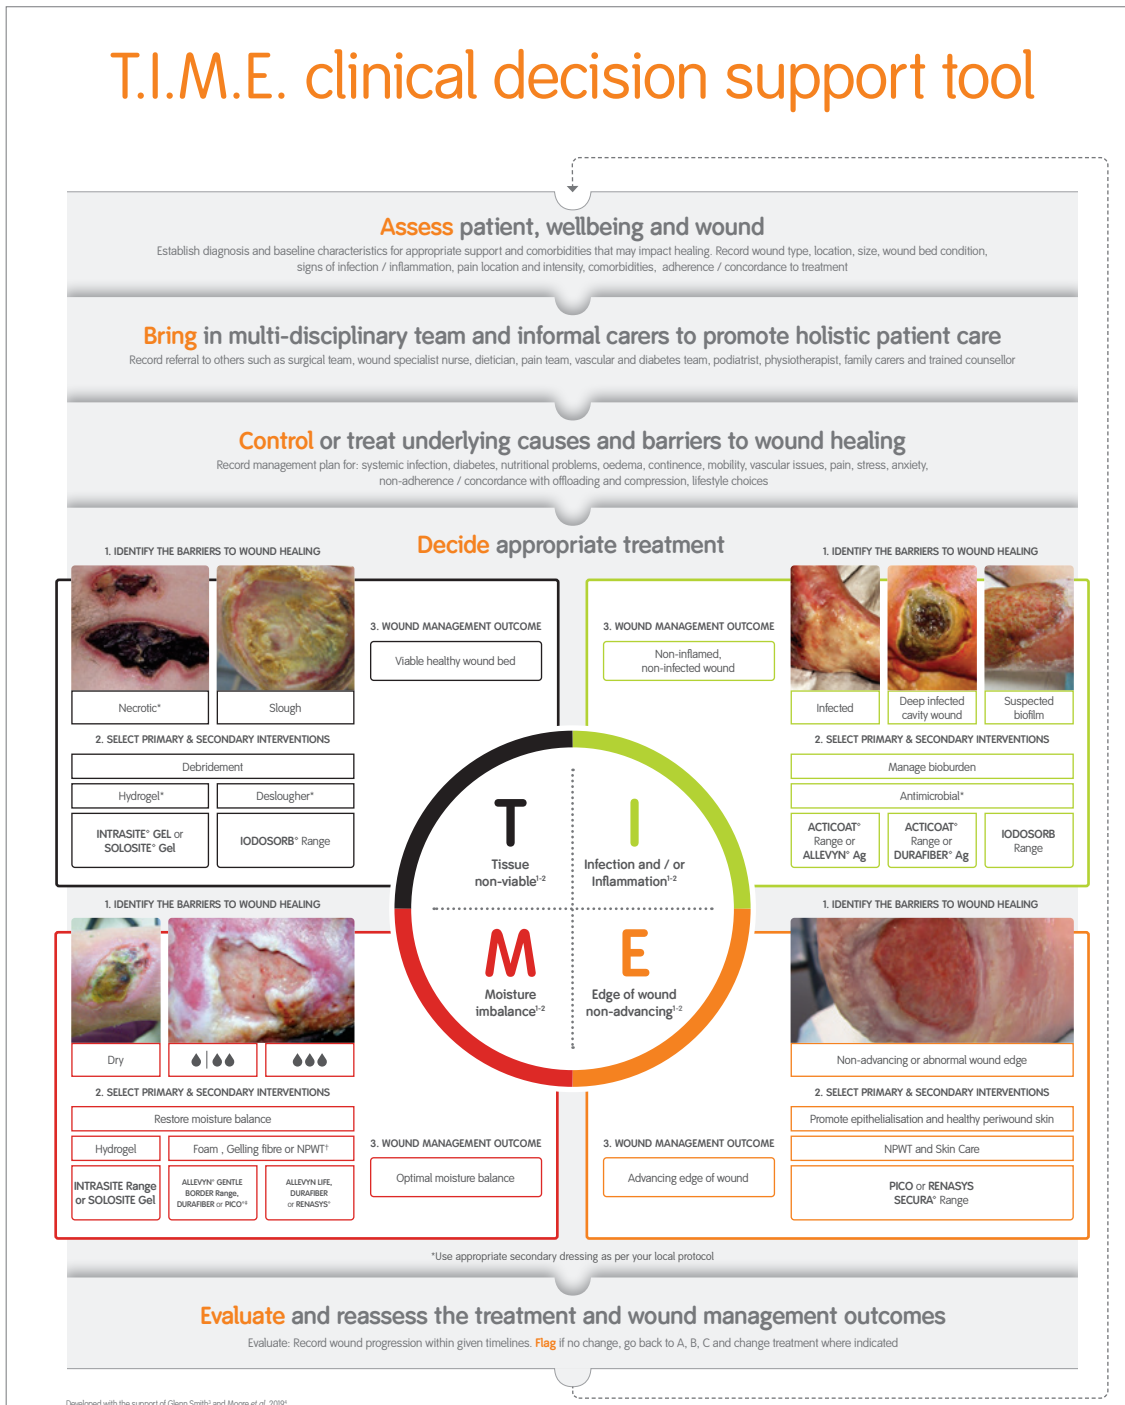 T.I.M.E. clinical decision support tool
Assess patient, wellbeing and wound
Establish diagnosis and baseline characteristics for appropriate support and comorbidities that may impact healing. Record wound type, location, size, wound bed condition,
signs of infection / inflammation, pain location and intensity, comorbidities, adherence / concordance to treatment
Bring in multi-disciplinary team and informal carers to promote holistic patient care
Record referral to others such as surgical team, wound specialist nurse, dietician, pain team, vascular and diabetes team, podiatrist, physiotherapist, family carers and trained counsellor
Control or treat underlying causes and barriers to wound healing
Record management plan for: systemic infection, diabetes, nutritional problems, oedema, continence, mobility, vascular issues, pain, stress, anxiety,
non-adherence / concordance with offloading and compression, lifestyle choices
Decide appropriate treatment
1. IDENTIFY THE BARRIERS TO WOUND HEALING
Necrotic*
Slough
2. SELECT PRIMARY & SECONDARY INTERVENTIONS
Debridement
Hydrogel*
Deslougher*
INTRASITE° GEL or
SOLOSITE° Gel
IODOSORB° Range
3. WOUND MANAGEMENT OUTCOME
Viable healthy wound bed
1. IDENTIFY THE BARRIERS TO WOUND HEALING
Infected
Deep infected
cavity wound
Suspected
biofilm
2. SELECT PRIMARY & SECONDARY INTERVENTIONS
Manage bioburden
Antimicrobial*
ACTICOAT°
Range or
ALLEVYN° Ag
ACTICOAT°
Range or
DURAFIBER° Ag
IODOSORB
Range
3. WOUND MANAGEMENT OUTCOME
Non-inflamed,
non-infected wound
T
Tissue
non-viable1-2
I
Infection and / or
Inflammation1-2
M
Moisture
imbalance1-2
E
Edge of wound
non-advancing1-2
1. IDENTIFY THE BARRIERS TO WOUND HEALING
Dry
2. SELECT PRIMARY & SECONDARY INTERVENTIONS
Restore moisture balance
Hydrogel
Foam , Gelling fibre or NPWT†
INTRASITE Range
or SOLOSITE Gel
ALLEVYN° GENTLE
BORDER Range,
DURAFIBER or PICO
ALLEVYN LIFE,
DURAFIBER
or RENASYS°
3. WOUND MANAGEMENT OUTCOME
Optimal moisture balance
1. IDENTIFY THE BARRIERS TO WOUND HEALING
Non-advancing or abnormal wound edge
2. SELECT PRIMARY & SECONDARY INTERVENTIONS
Promote epithelialisation and healthy periwound skin
NPWT and Skin Care
PICO or RENASYS
SECURA° Range
3. WOUND MANAGEMENT OUTCOME
Advancing edge of wound
*Use appropriate secondary dressing as per your local protocol
Evaluate and reassess the treatment and wound management outcomes
Evaluate: Record wound progression within given timelines. Flag if no change, go back to A, B, C and change treatment where indicated
Developed with the support of Glenn Smith3 and Moore et al. 20194